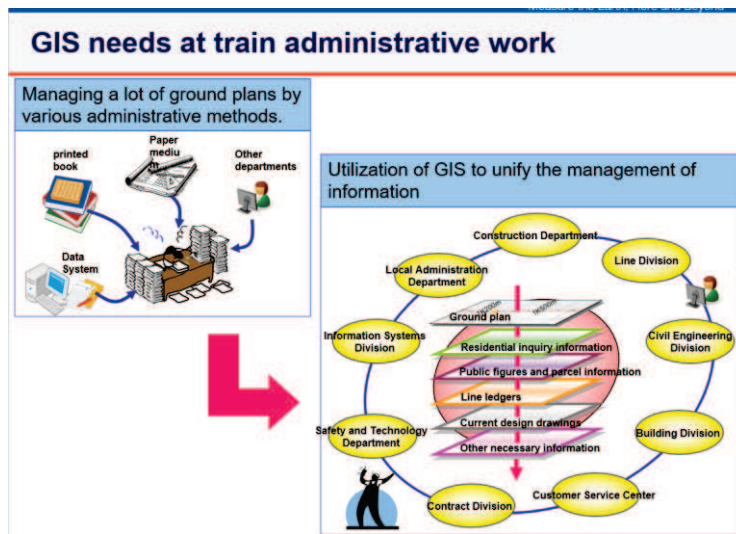 GIS needs at train administrative work
Managing a lot of ground plans by
various administrative methods.
printed
book
Paper
mediu
m
Other
departments
Data
System
Utilization of GIS to unify the management of
information
Construction Department
Line Division
Local Administration
Department
Civil Engineering
Division
Information Systems
Division
Building Division
Safety and Technology
Department
Customer Service Center
Contract Division
Ground plan
Residential inquiry information
Public figures and parcel information
Line ledgers
Current design drawings
Other necessary information